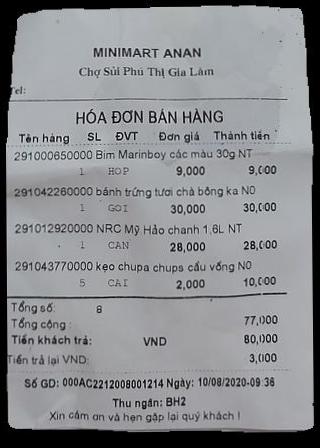 MINIMART ANAN
Chợ Sủi Phú Thị Gia Lâm
Tel:
HÓA ĐƠN BÁN HÀNG
Tên hàng SL ĐVT Đơn giá Thành tiền
291000650000 Bim Marinboy các màu 30g NT
1 HOP 9,000 9,000
291042260000 bánh trứng tươi chà bông ka N0
1 GOI 30,000 30,000
291012920000 NRC Mỹ Hảo chanh 1,6L NT
1 CAN 28,000 28,000
291043770000 kẹo chupa chups cầu vồng N0
5 CAI 2,000 10,000
Tổng số: 8
Tổng cộng: 77,000
Tiền khách trả: VND 80,000
Tiền trả lại VND: 3,000
Số GD: 000AC2212008001214 Ngày: 10/08/2020-09:36
Thu ngân: BH2
Xin cảm ơn và hẹn gặp lại quý khách !